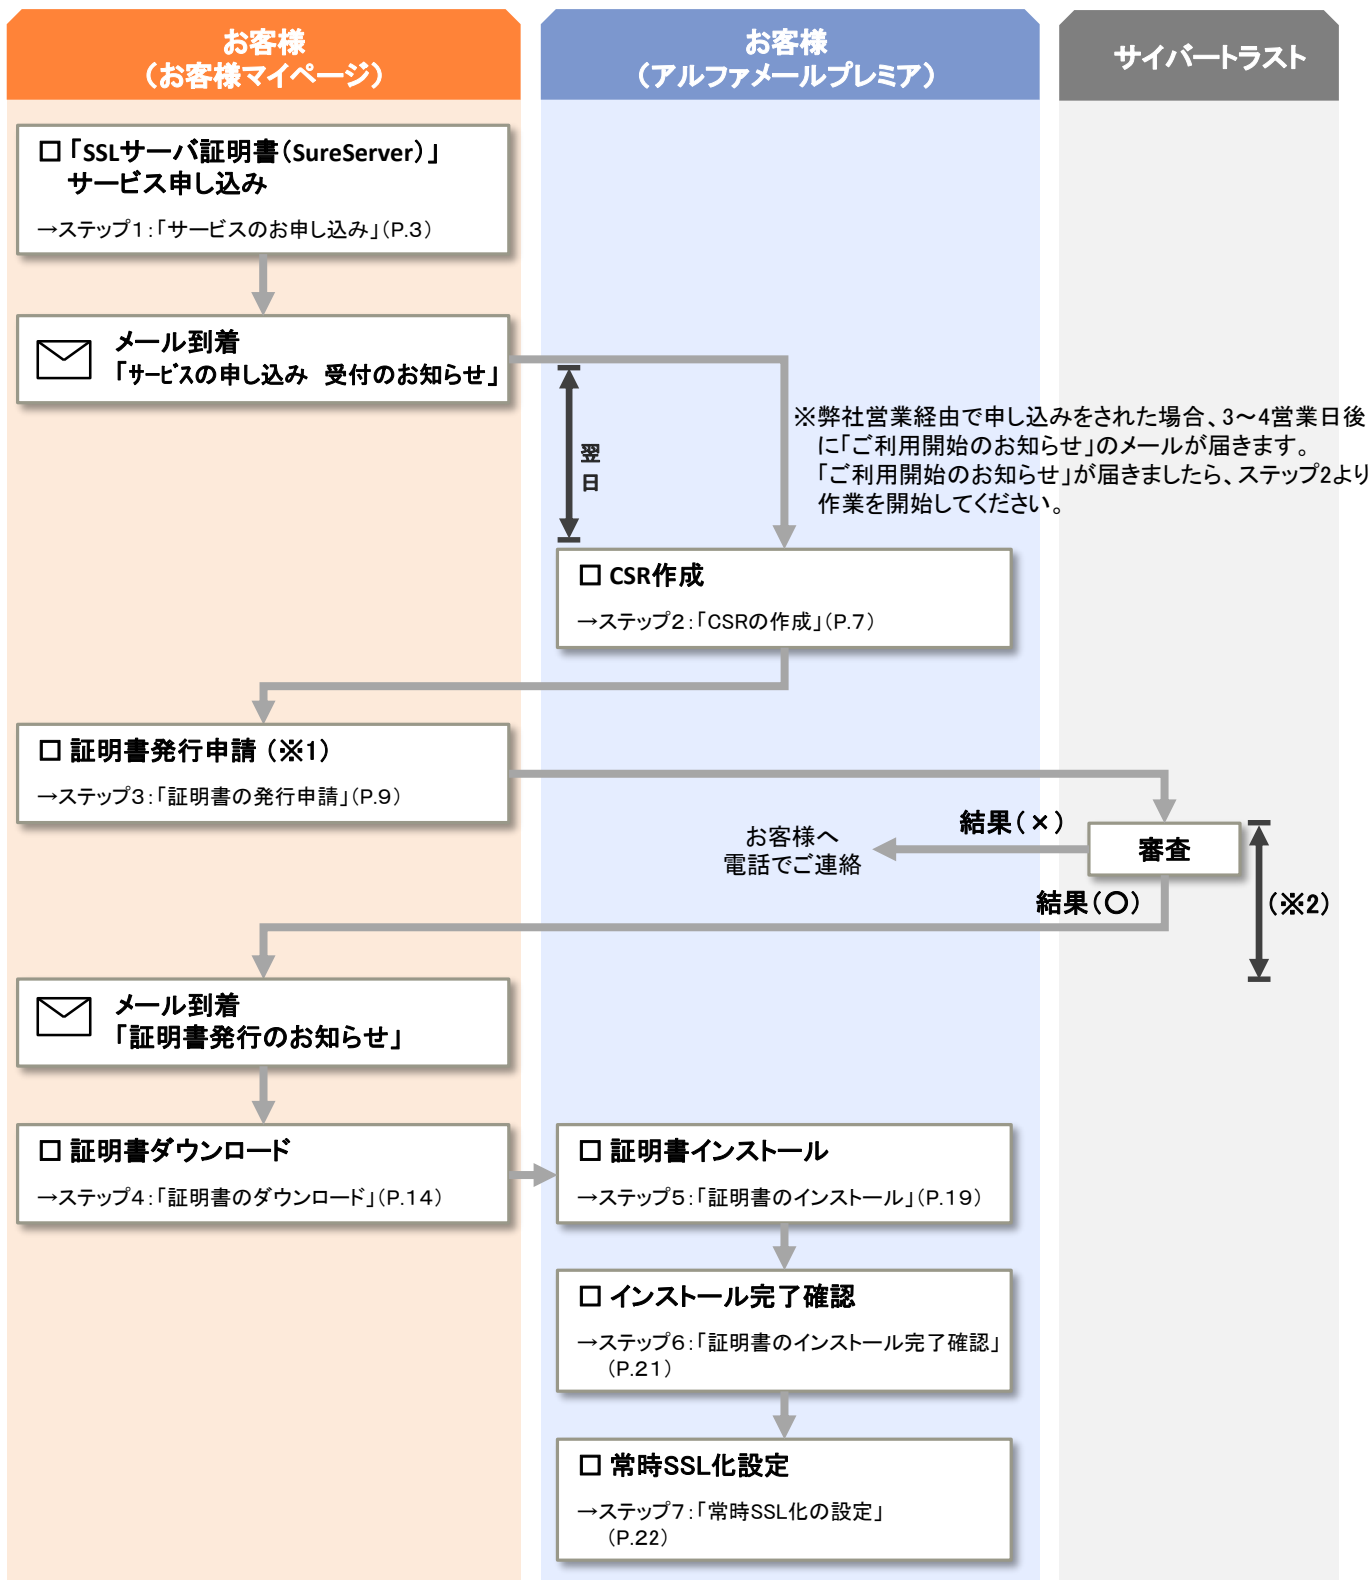 お客様
（お客様マイページ）
お客様
（アルファメールプレミア）
サイバートラスト
□「SSLサーバ証明書（SureServer）」
サービス申し込み
→ステップ1：「サービスのお申し込み」（P.3）
メール到着
「サービスの申し込み　受付のお知らせ」
翌
日
※弊社営業経由で申し込みをされた場合、3～4営業日後
に「ご利用開始のお知らせ」のメールが届きます。
「ご利用開始のお知らせ」が届きましたら、ステップ2より
作業を開始してください。
□ CSR作成
→ステップ2：「CSRの作成」（P.7）
□ 証明書発行申請（※1）
→ステップ3：「証明書の発行申請」（P.9）
結果（×）
お客様へ
電話でご連絡
審査
結果（〇）
（※2）
メール到着
「証明書発行のお知らせ」
□ 証明書ダウンロード
→ステップ4：「証明書のダウンロード」（P.14）
□ 証明書インストール
→ステップ5：「証明書のインストール」（P.19）
□ インストール完了確認
→ステップ6：「証明書のインストール完了確認」
（P.21）
□ 常時SSL化設定
→ステップ7：「常時SSL化の設定」
（P.22）